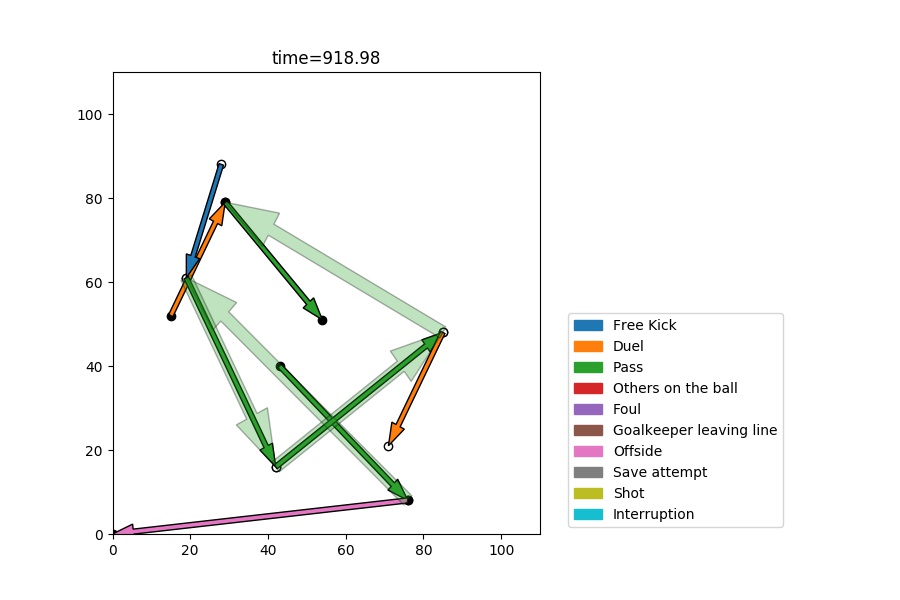 time=918.98
100
80
60
40
20
0
0 20 40 60 80 100
Free Kick
Duel
Pass
Others on the ball
Foul
Goalkeeper leaving line
Offside
Save attempt
Shot
Interruption